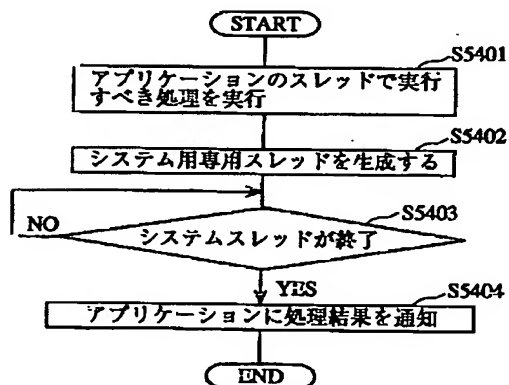 START
S5401
アプリケーションのスレッドで実行
すべき処理を実行
S5402
システム用専用スレッドを生成する
S5403
NO
システムスレッドが終了
YES
S5404
アプリケーションに処理結果を通知
END